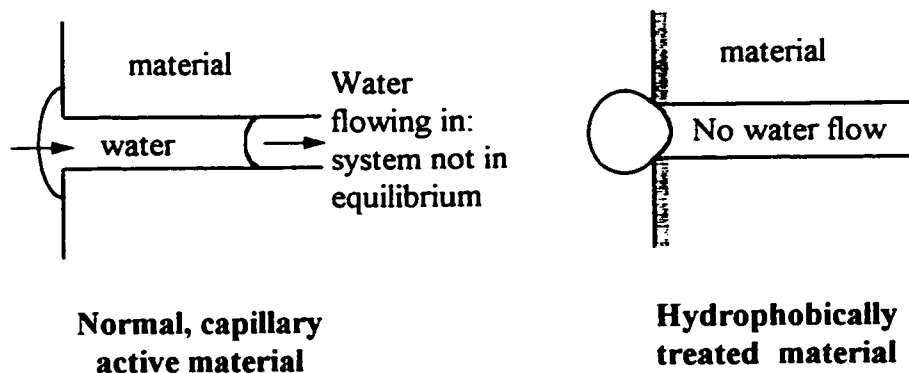 material
water
Water
flowing in:
system not in
equilibrium
Normal, capillary
active material
material
No water flow
Hydrophobically
treated material